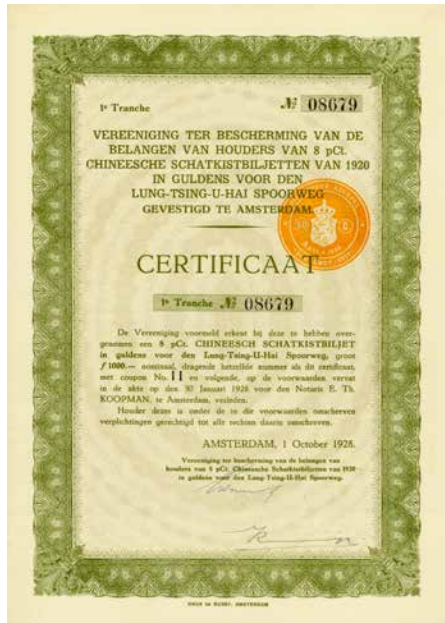 1e Tranche № 08679
VEREENIGING TER BESCHERMING VAN DE
BELANGEN VAN HOUDERS VAN 8 pCt.
CHINEESCHE SCHATKISTBILJETTEN VAN 1920
IN GULDENS VOOR DEN
LUNG-TSING-U-HAI SPOORWEG
GEVESTIGD TE AMSTERDAM.
CERTIFICAAT
1e Tranche № 08679
De Vereeniging voormeld erkent bij deze te hebben over-
genomen een 8 pCt. CHINEESCH SCHATKISTBILJET
in guldens voor den Lung-Tsing-U-Hai Spoorweg, groot
ƒ 1000.— nominaal, dragende hetzelfde nummer als dit certificaat,
met coupon No. 11 en volgende, op de voorwaarden vervat
in de akte op den 30 Januari 1928 voor den Notaris E. Th.
KOOPMAN, te Amsterdam, verleden.
Houder dezes is onder de in die voorwaarden omschreven
verplichtingen gerechtigd tot alle rechten daarin omschreven.
AMSTERDAM, 1 October 1928.
Vereeniging ter bescherming van de belangen van
houders van 8 pCt. Chineesche Schatkistbiljetten van 1920
in guldens voor den Lung-Tsing-U-Hai Spoorweg.
AMSTERDAM